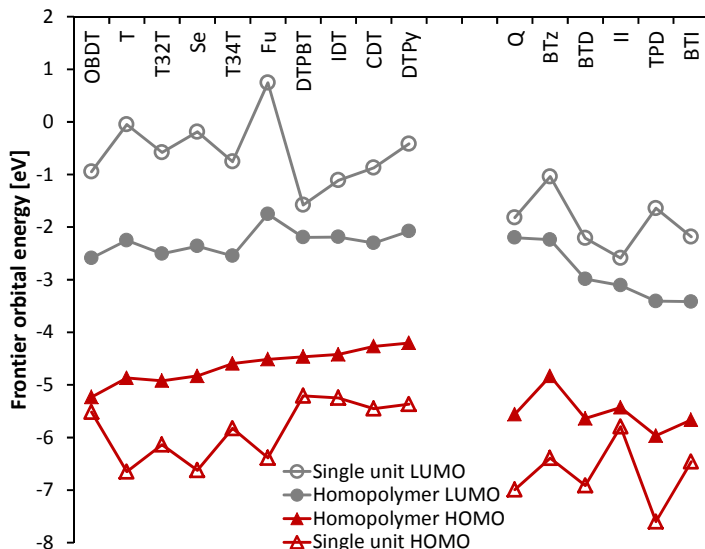 2
1
0
-1
-2
-3
-4
-5
-6
-7
-8
Frontier orbital energy [eV]
OBDT
T
T32T
Se
T34T
Fu
DTPBT
IDT
CDT
DTPy
Q
BTz
BTD
II
TPD
BTI
Single unit LUMO
Homopolymer LUMO
Homopolymer HOMO
Single unit HOMO